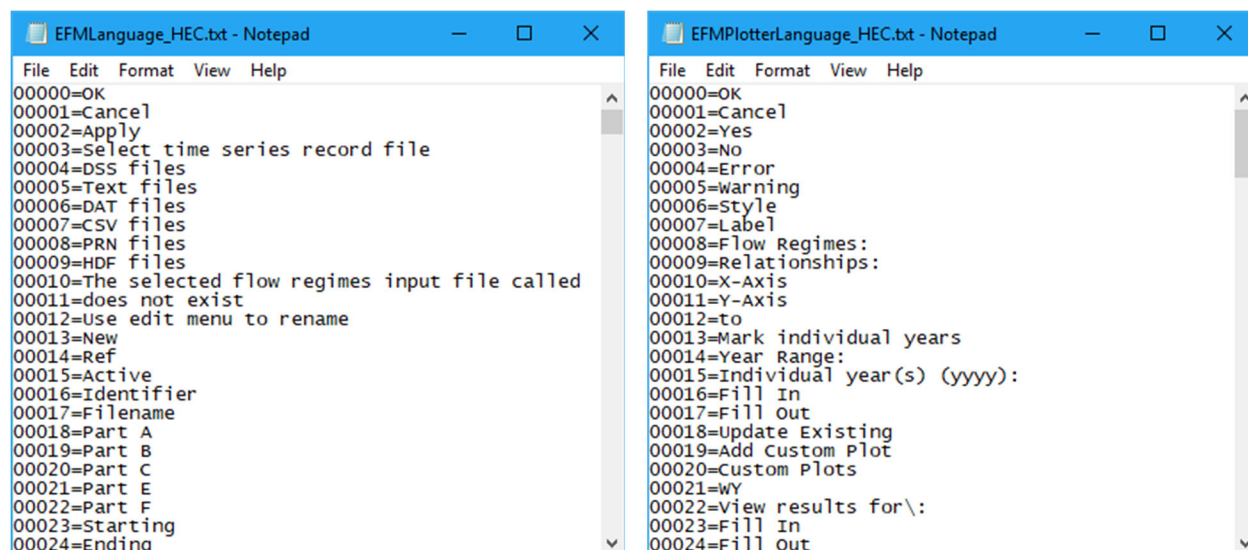 EFMLanguage_HEC.txt - Notepad
File Edit Format View Help
00000=OK
00001=Cancel
00002=Apply
00003=Select time series record file
00004=DSS files
00005=Text files
00006=DAT files
00007=CSV files
00008=PRN files
00009=HDF files
00010=The selected flow regimes input file called
00011=does not exist
00012=Use edit menu to rename
00013=New
00014=Ref
00015=Active
00016=Identifier
00017=Filename
00018=Part A
00019=Part B
00020=Part C
00021=Part E
00022=Part F
00023=Starting
00024=Ending
EFMPlotterLanguage_HEC.txt - Notepad
File Edit Format View Help
00000=OK
00001=Cancel
00002=Yes
00003=No
00004=Error
00005=Warning
00006=Style
00007=Label
00008=Flow Regimes:
00009=Relationships:
00010=X-Axis
00011=Y-Axis
00012=to
00013=Mark individual years
00014=Year Range:
00015=Individual year(s) (yyyy):
00016=Fill In
00017=Fill Out
00018=Update Existing
00019=Add Custom Plot
00020=Custom Plots
00021=WY
00022=View results for\:
00023=Fill In
00024=Fill Out